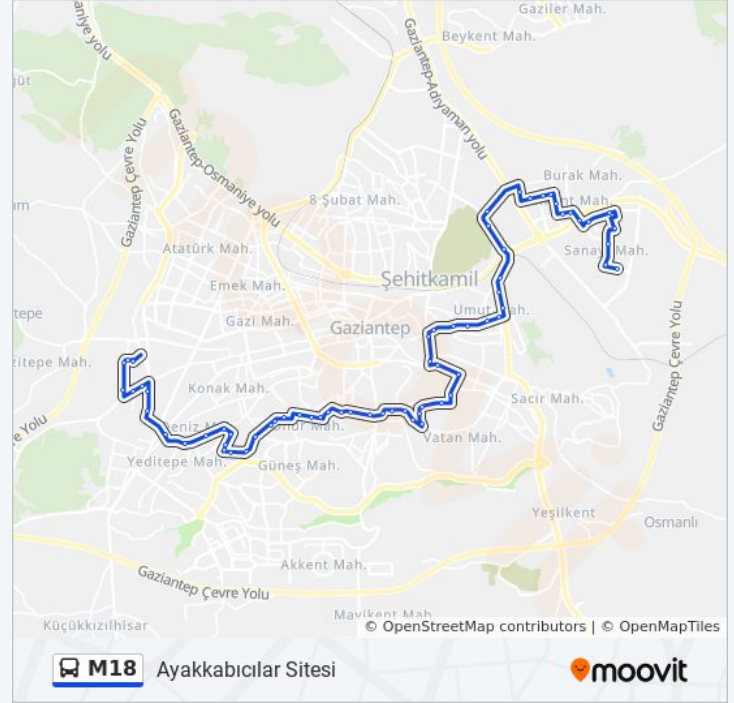 Gaziler Mah.
Beykent Mah.
Gaziantep-Adıyaman yolu
Gaziantep Çevre Yolu
Gaziantep-Osmaniye yolu
Burak Mah.
8 Şubat Mah.
Atatürk Mah.
Sanayi Mah.
Emek Mah.
Şehitkamil
Umut Mah.
Gazi Mah.
Gaziantep
Gaziantep Çevre Yolu
Konak Mah.
Sacır Mah.
Vatan Mah.
Yeditepe Mah.
Güneş Mah.
Yeşilkent
Osmanlı
Akkent Mah.
Gaziantep Çevre Yolu
Mavikent Mah.
Küçükkızılhisar
© OpenStreetMap contributors | © OpenMapTiles
M18 Ayakkabıcılar Sitesi
moovit